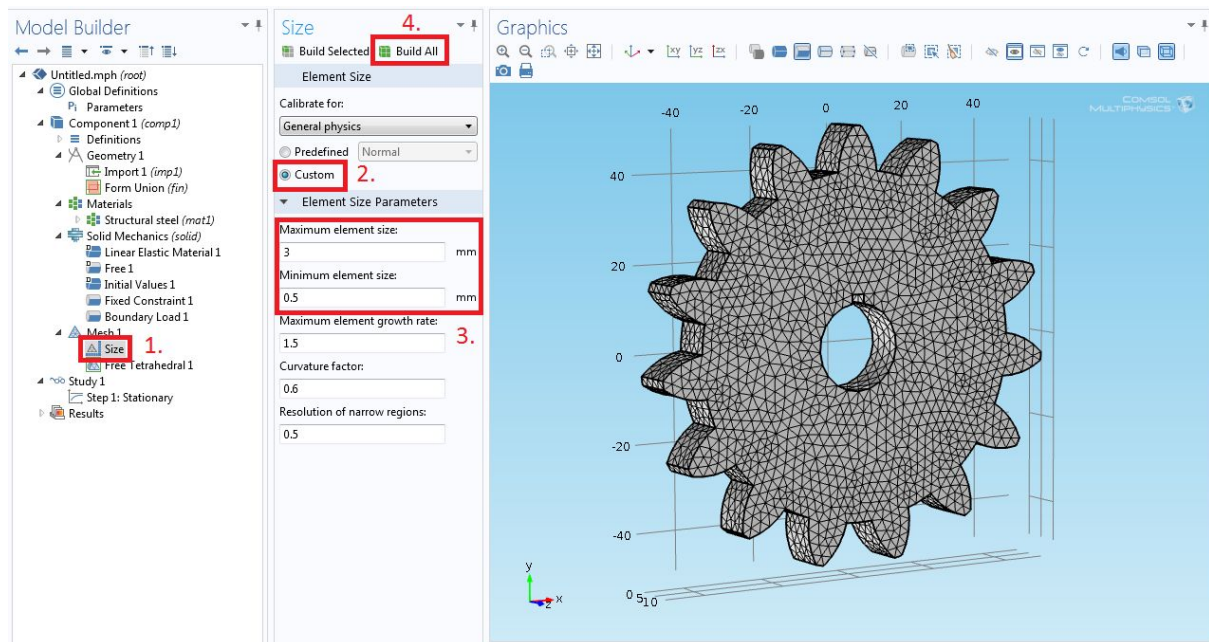 Model Builder
Untitled.mph (root)
Global Definitions
Pi Parameters
Component 1 (comp1)
Definitions
Geometry 1
Import 1 (imp1)
Form Union (fin)
Materials
Structural steel (mat1)
Solid Mechanics (solid)
Linear Elastic Material 1
Free 1
Initial Values 1
Fixed Constraint 1
Boundary Load 1
Mesh 1
Size 1.
Free Tetrahedral 1
Study 1
Step 1: Stationary
Results
Size 4.
Build Selected Build All
Element Size
Calibrate for:
General physics
Predefined Normal
Custom 2.
Element Size Parameters
Maximum element size:
3 mm
Minimum element size:
0.5 mm
Maximum element growth rate: 3.
1.5
Curvature factor:
0.6
Resolution of narrow regions:
0.5
Graphics
xy yz zx
COMSOL
MULTIPHYSICS
-40 -20 0 20 40
40
20
0
-20
-40
0 5 10
y
z x